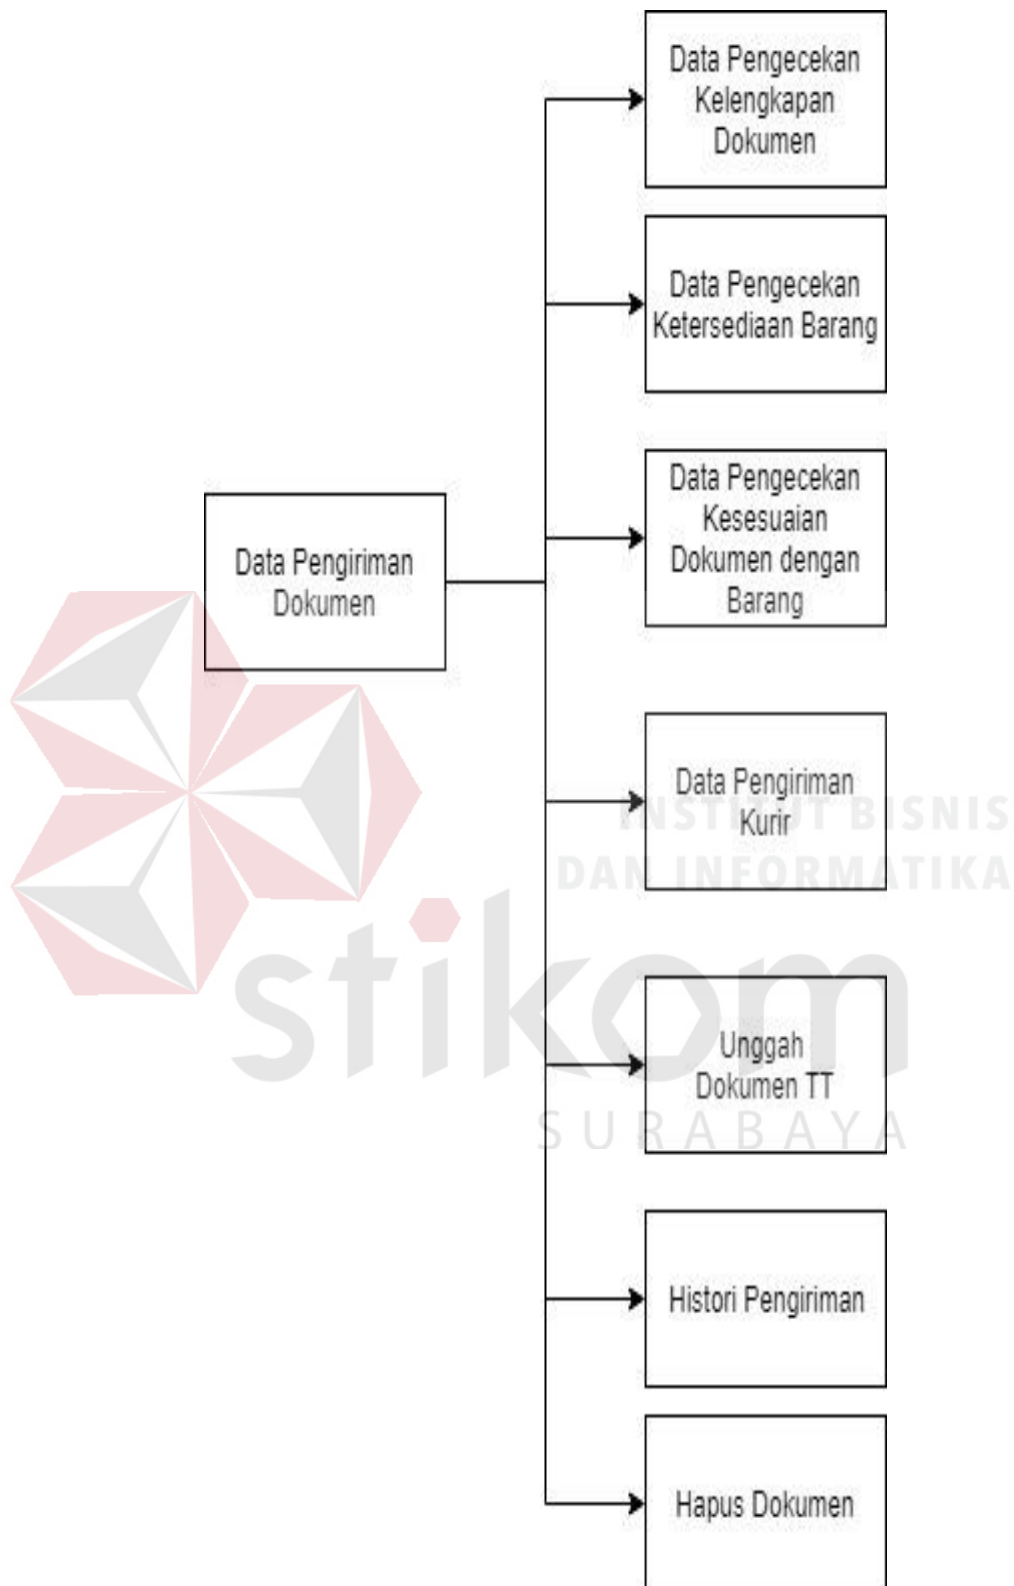 Data Pengecekan
Kelengkapan
Dokumen
Data Pengecekan
Ketersediaan Barang
Data Pengecekan
Kesesuaian
Dokumen dengan
Barang
Data Pengiriman
Dokumen
Data Pengiriman
Kurir
INSTITUT BISNIS
DAN INFORMATIKA
stikom
SURABAYA
Unggah
Dokumen TT
Histori Pengiriman
Hapus Dokumen